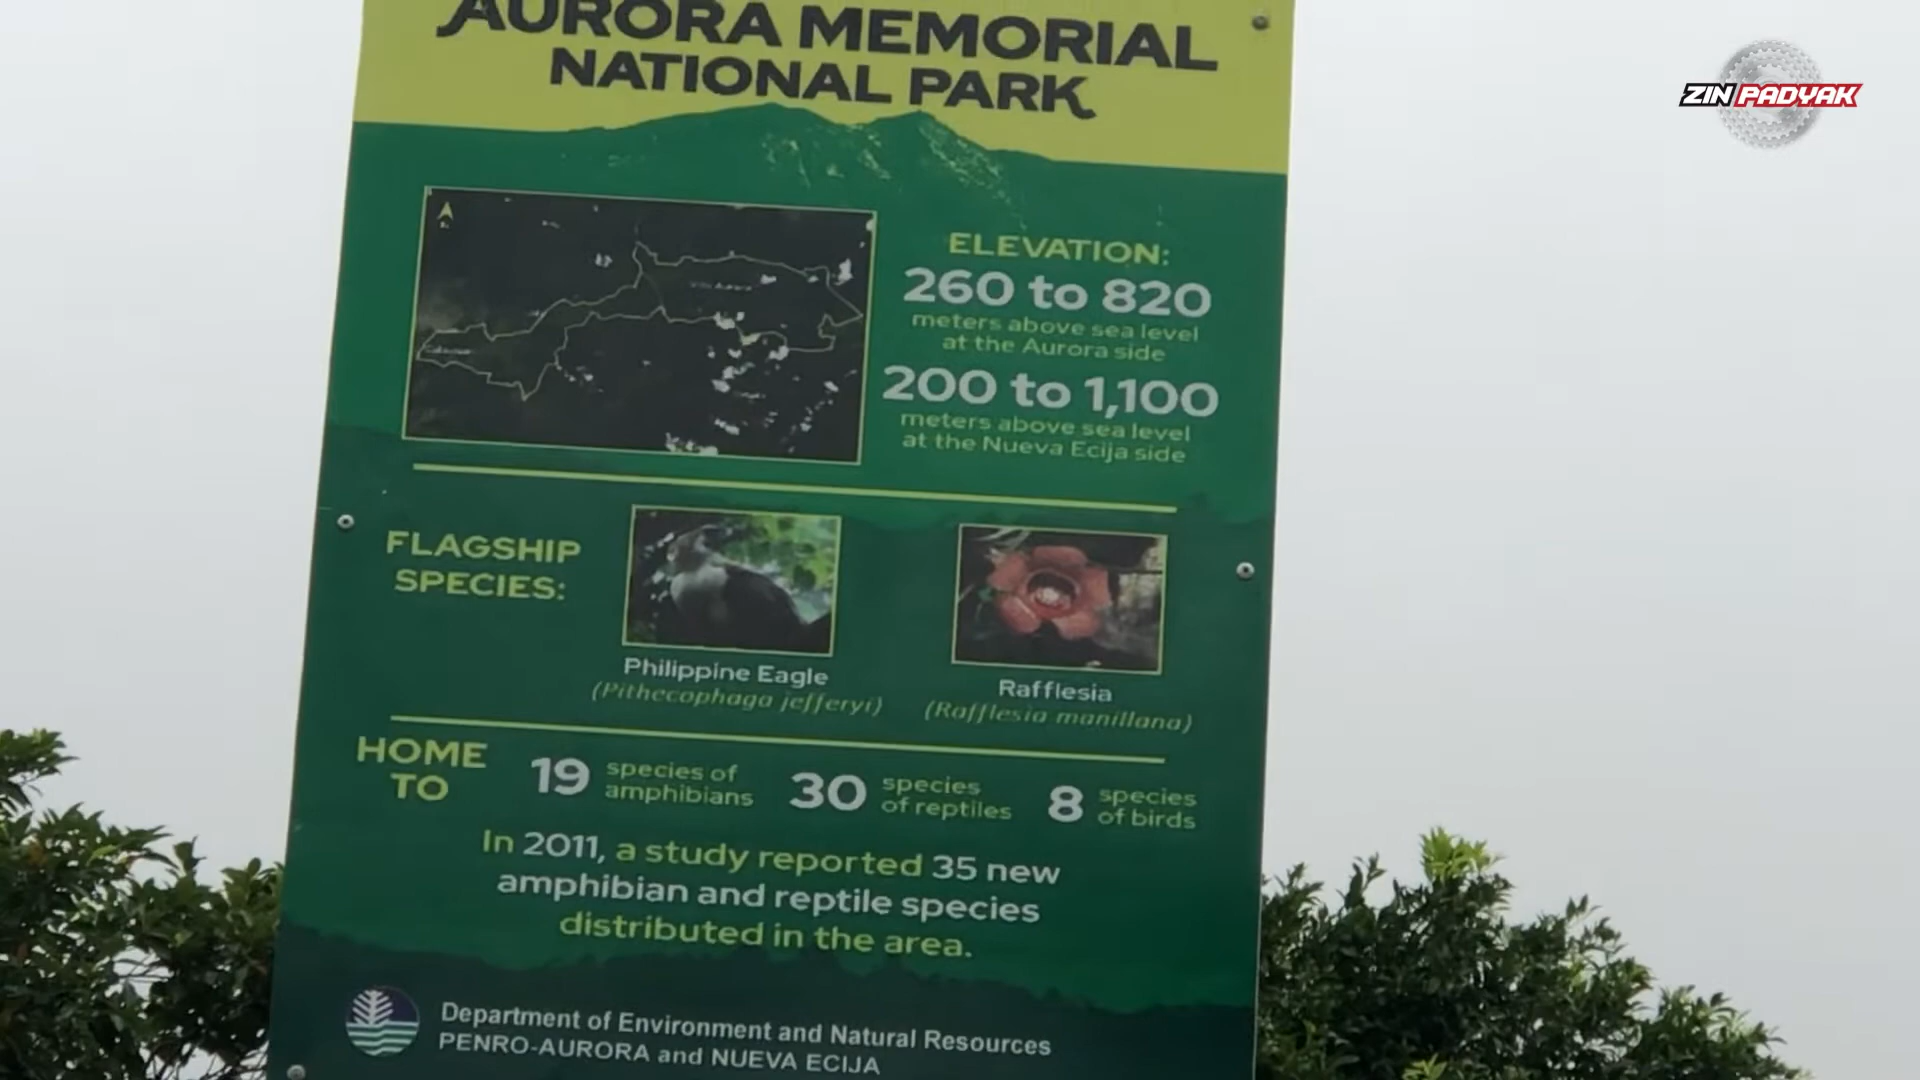 AURORA MEMORIAL
NATIONAL PARK
ZIN PADYAK
ELEVATION:
260 to 820
meters above sea level
at the Aurora side
200 to 1,100
meters above sea level
at the Nueva Ecija side
FLAGSHIP
SPECIES:
Philippine Eagle
(Pithecophaga jefferyi)
Rafflesia
(Rafflesia manillana)
HOME
TO
19 species of
amphibians
30 species
of reptiles
8 species
of birds
In 2011, a study reported 35 new
amphibian and reptile species
distributed in the area.
Department of Environment and Natural Resources
PENRO-AURORA and NUEVA ECIJA